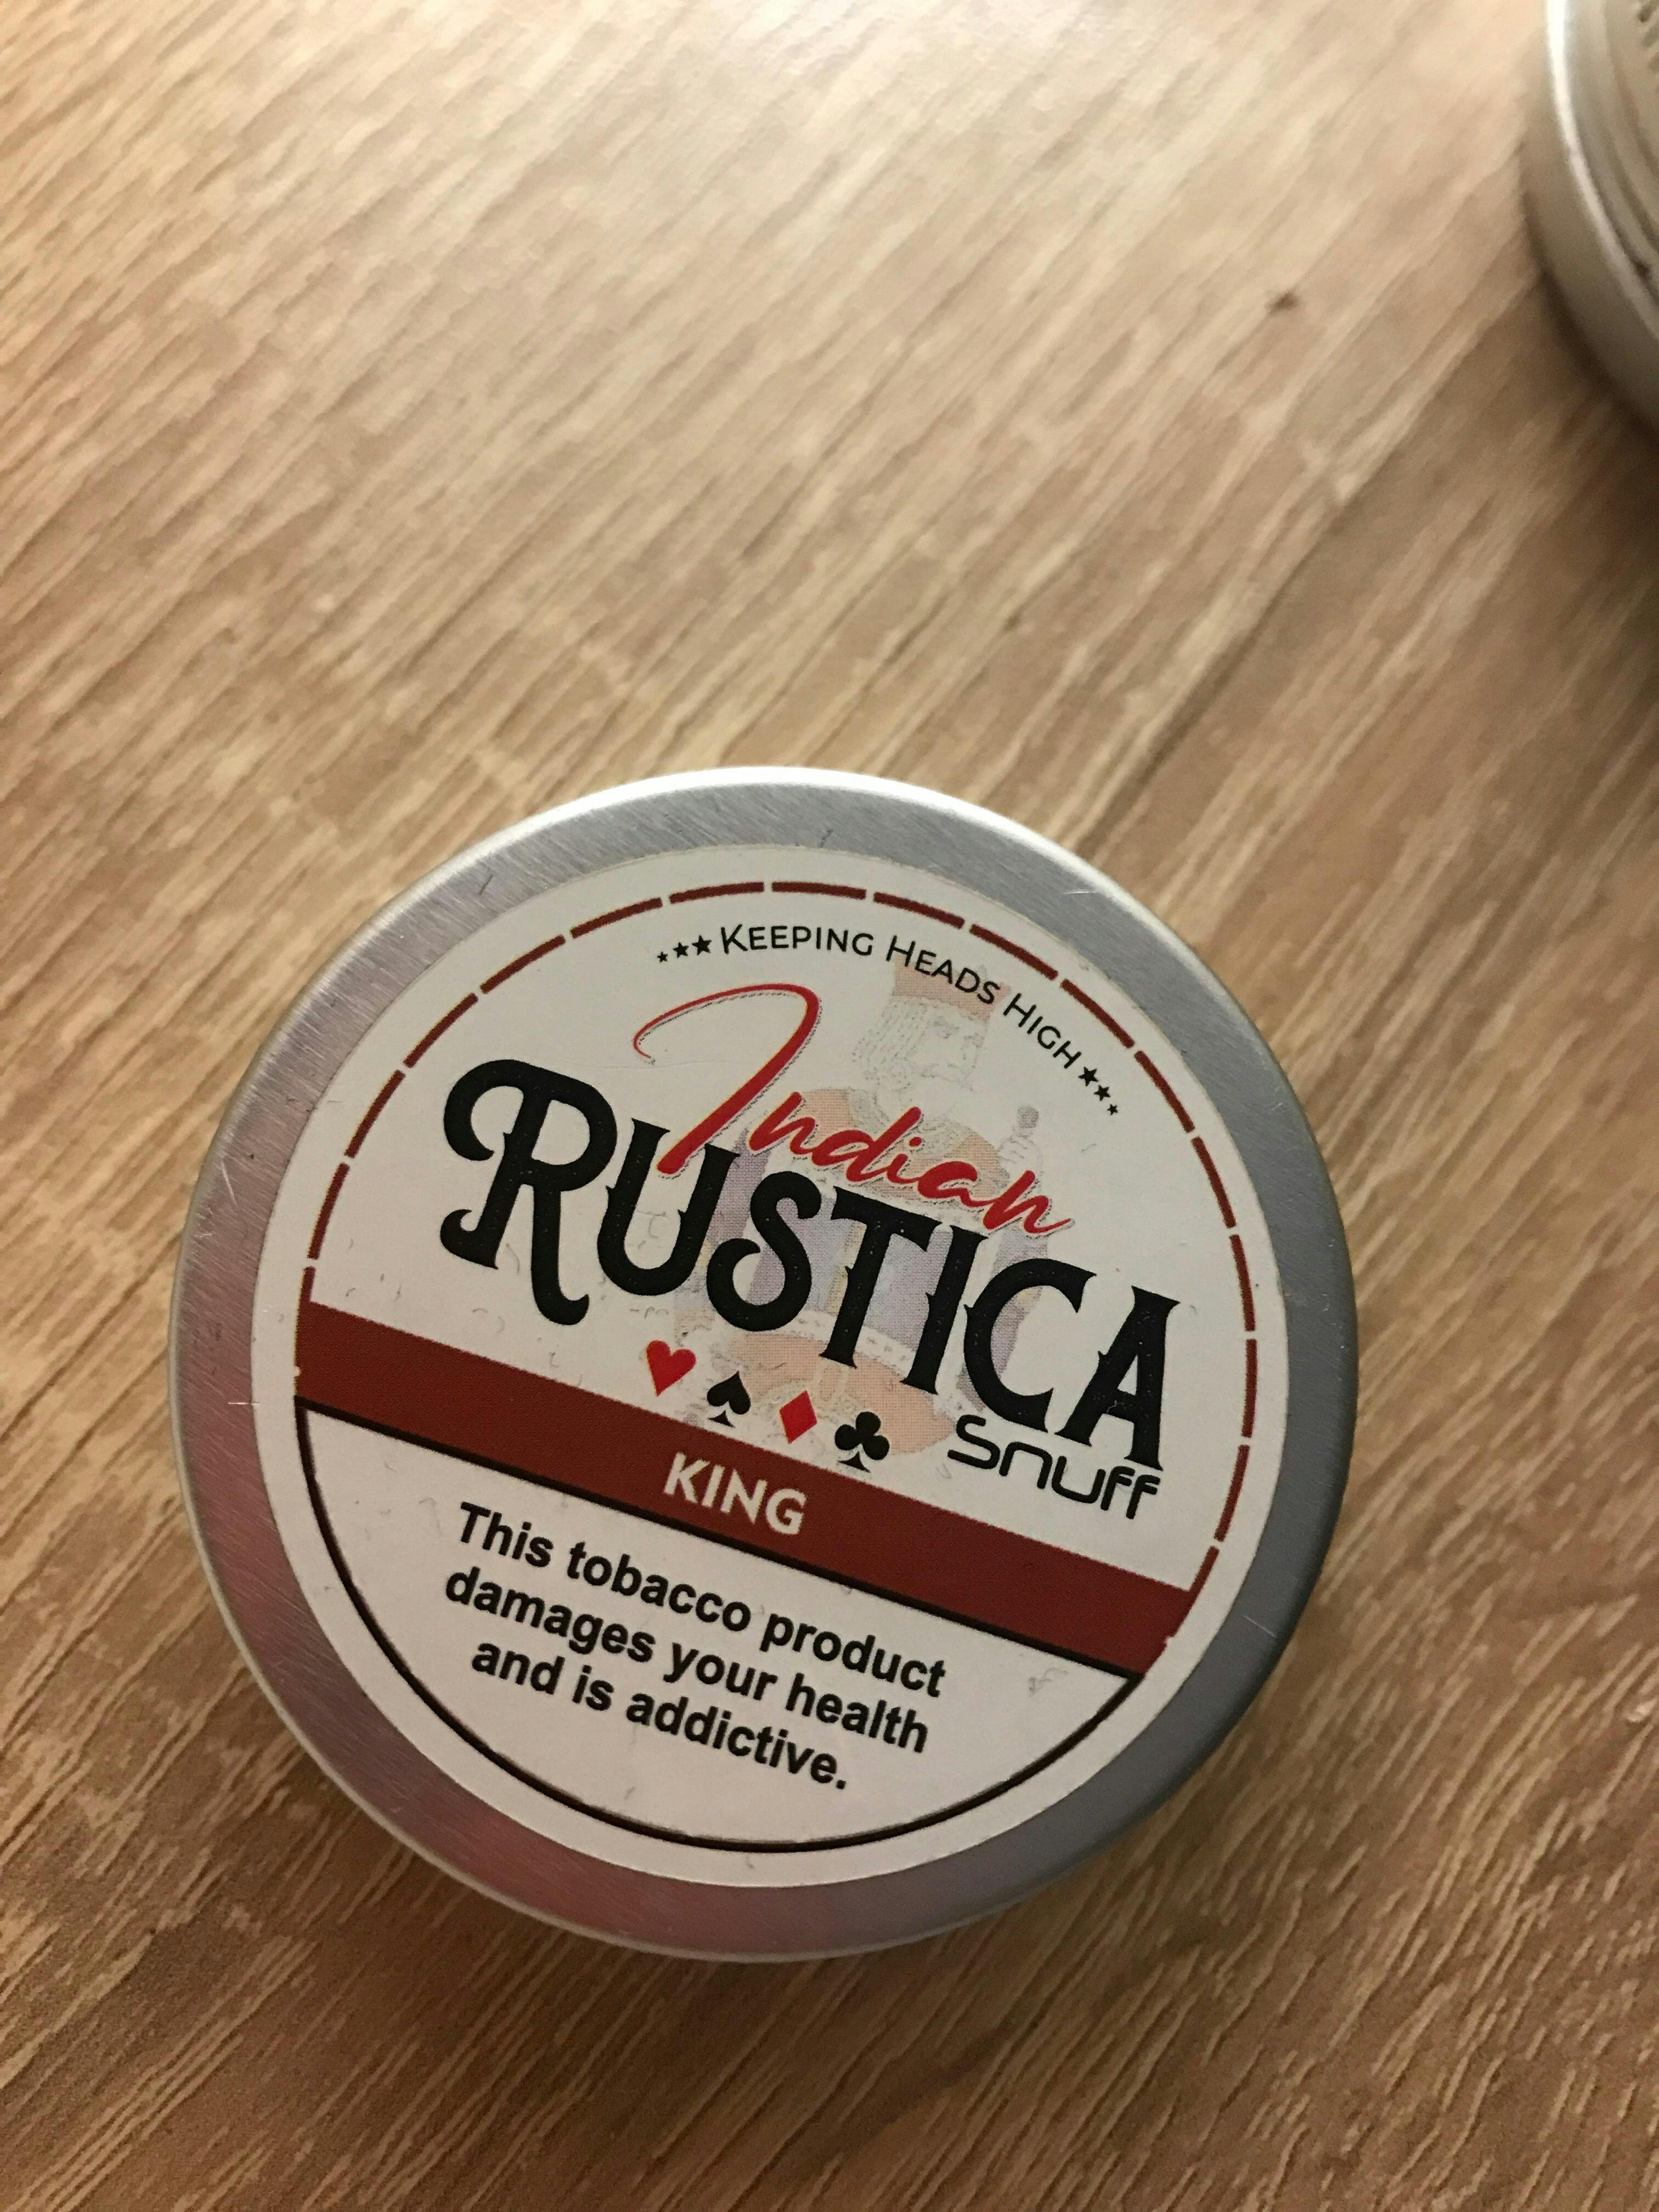 ★★★ KEEPING HEADS HIGH ★★★
Indian
RUSTICA
Snuff
KING
This tobacco product
damages your health
and is addictive.